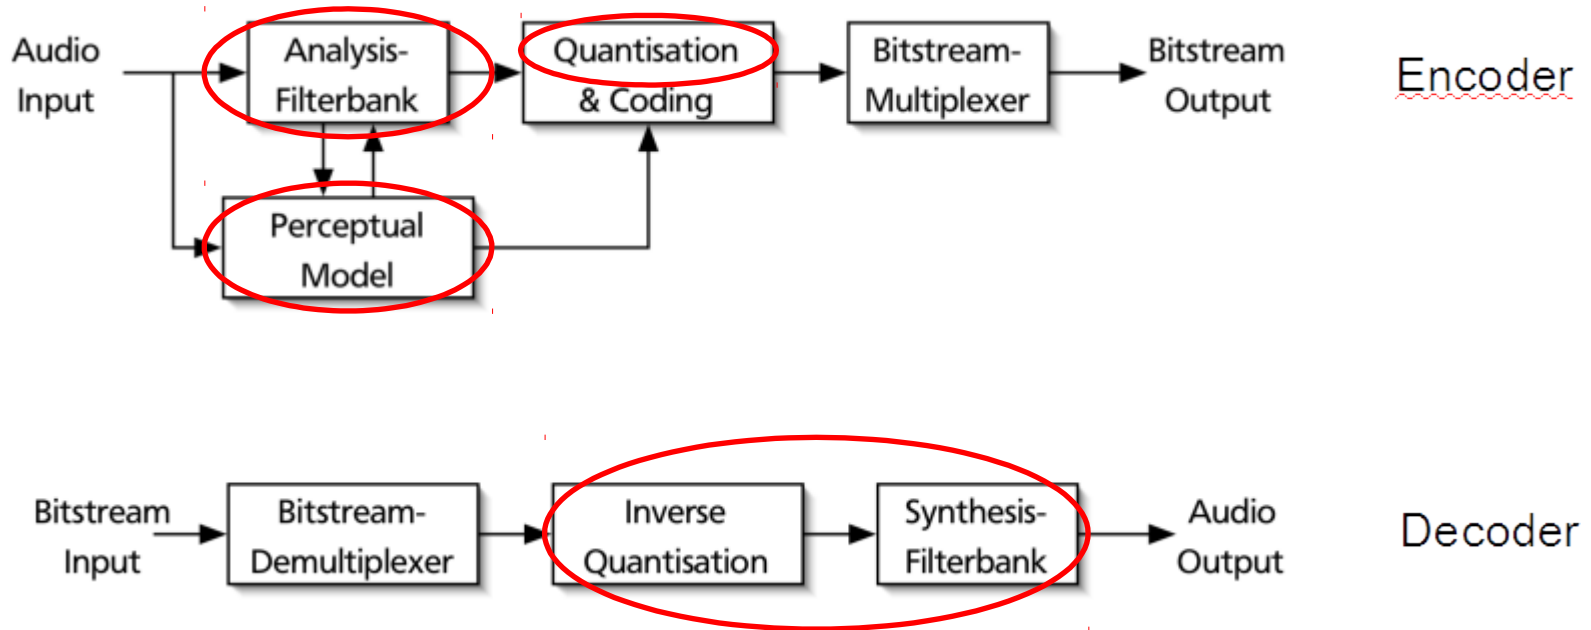 Audio
Input
Analysis-
Filterbank
Quantisation
& Coding
Bitstream-
Multiplexer
Bitstream
Output
Encoder
Perceptual
Model
Bitstream
Input
Bitstream-
Demultiplexer
Inverse
Quantisation
Synthesis-
Filterbank
Audio
Output
Decoder